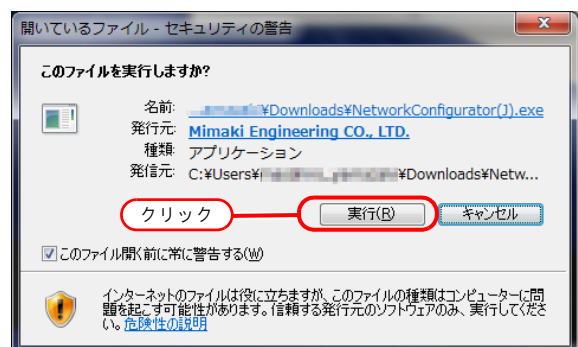 開いているファイル - セキュリティの警告
このファイルを実行しますか?
名前: ¥Downloads¥NetworkConfigurator(J).exe
発行元: Mimaki Engineering CO., LTD.
種類: アプリケーション
発信元: C:¥Users¥ ¥Downloads¥Netw...
クリック
実行(R)
キャンセル
このファイル開く前に常に警告する(W)
インターネットのファイルは役に立ちますが、このファイルの種類はコンピューターに問
題を起こす可能性があります。信頼する発行元のソフトウェアのみ、実行してくださ
い。危険性の説明